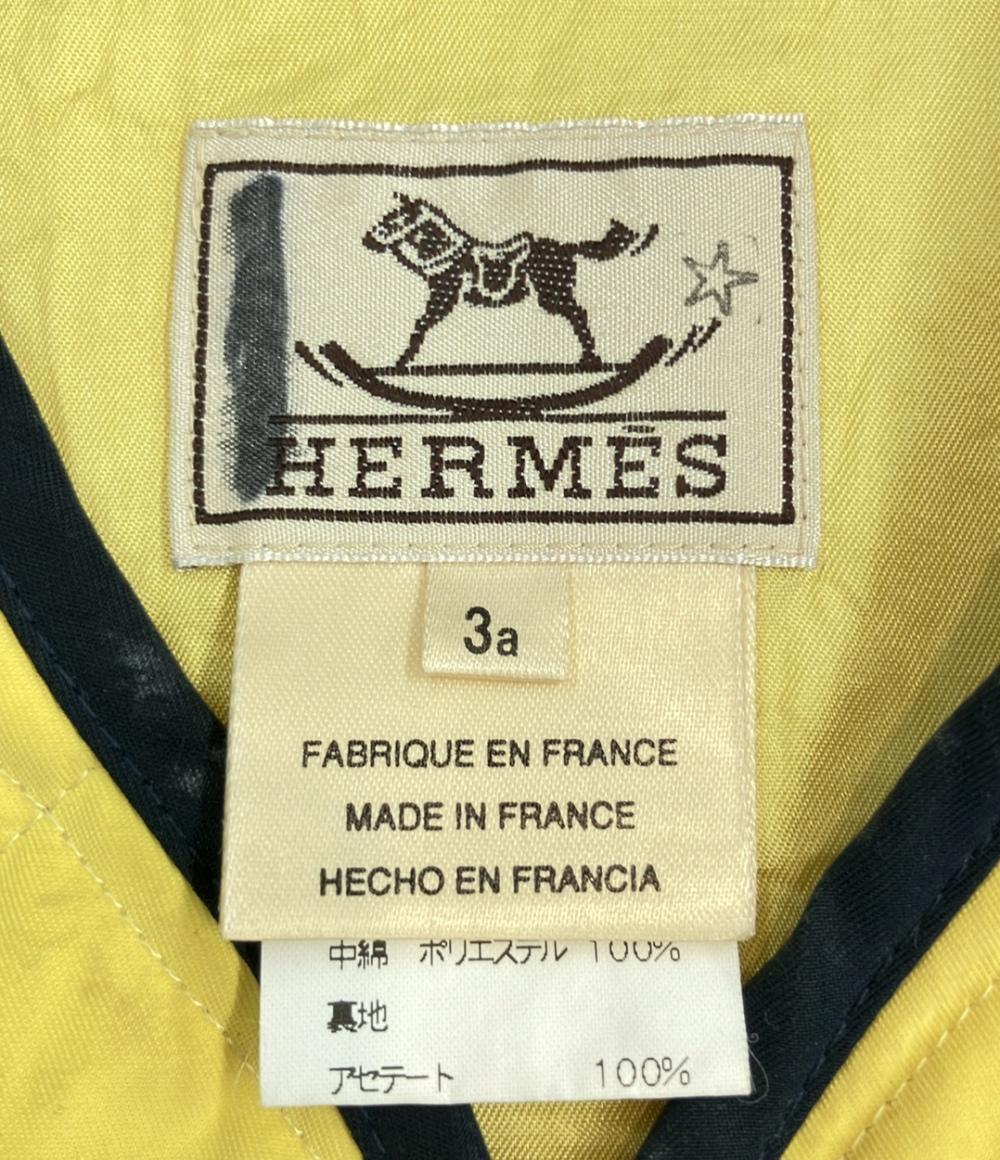 HERMĒS
3a
FABRIQUE EN FRANCE
MADE IN FRANCE
HECHO EN FRANCIA
中綿 ポリエステル 100%
裏地
アセテート 100%